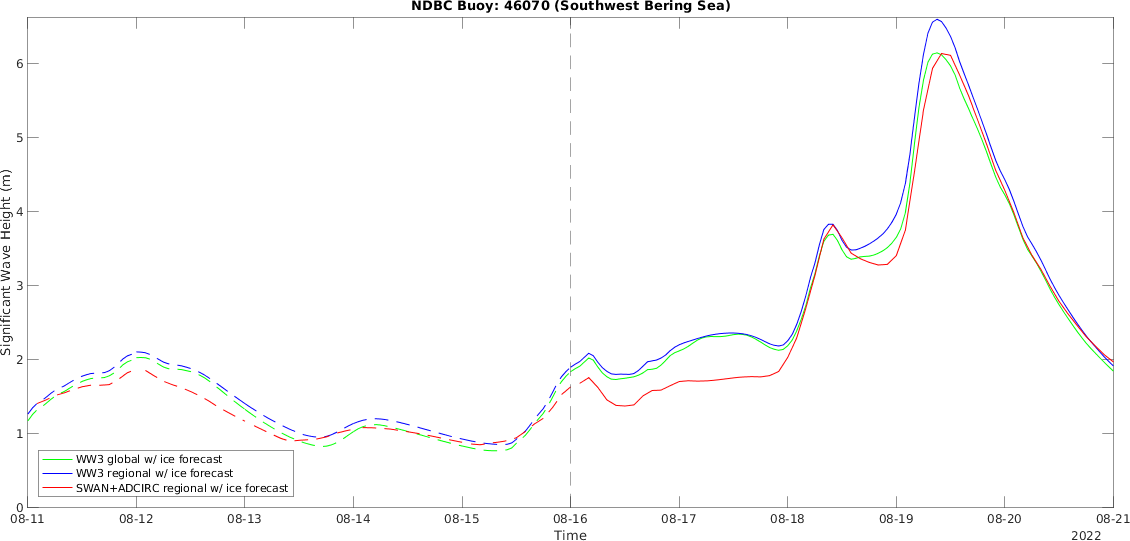 NDBC Buoy: 46070 (Southwest Bering Sea)
Significant Wave Height (m)
6
5
4
3
2
1
0
WW3 global w/ ice forecast
WW3 regional w/ ice forecast
SWAN+ADCIRC regional w/ ice forecast
08-11 08-12 08-13 08-14 08-15 08-16 08-17 08-18 08-19 08-20 08-21
Time
2022